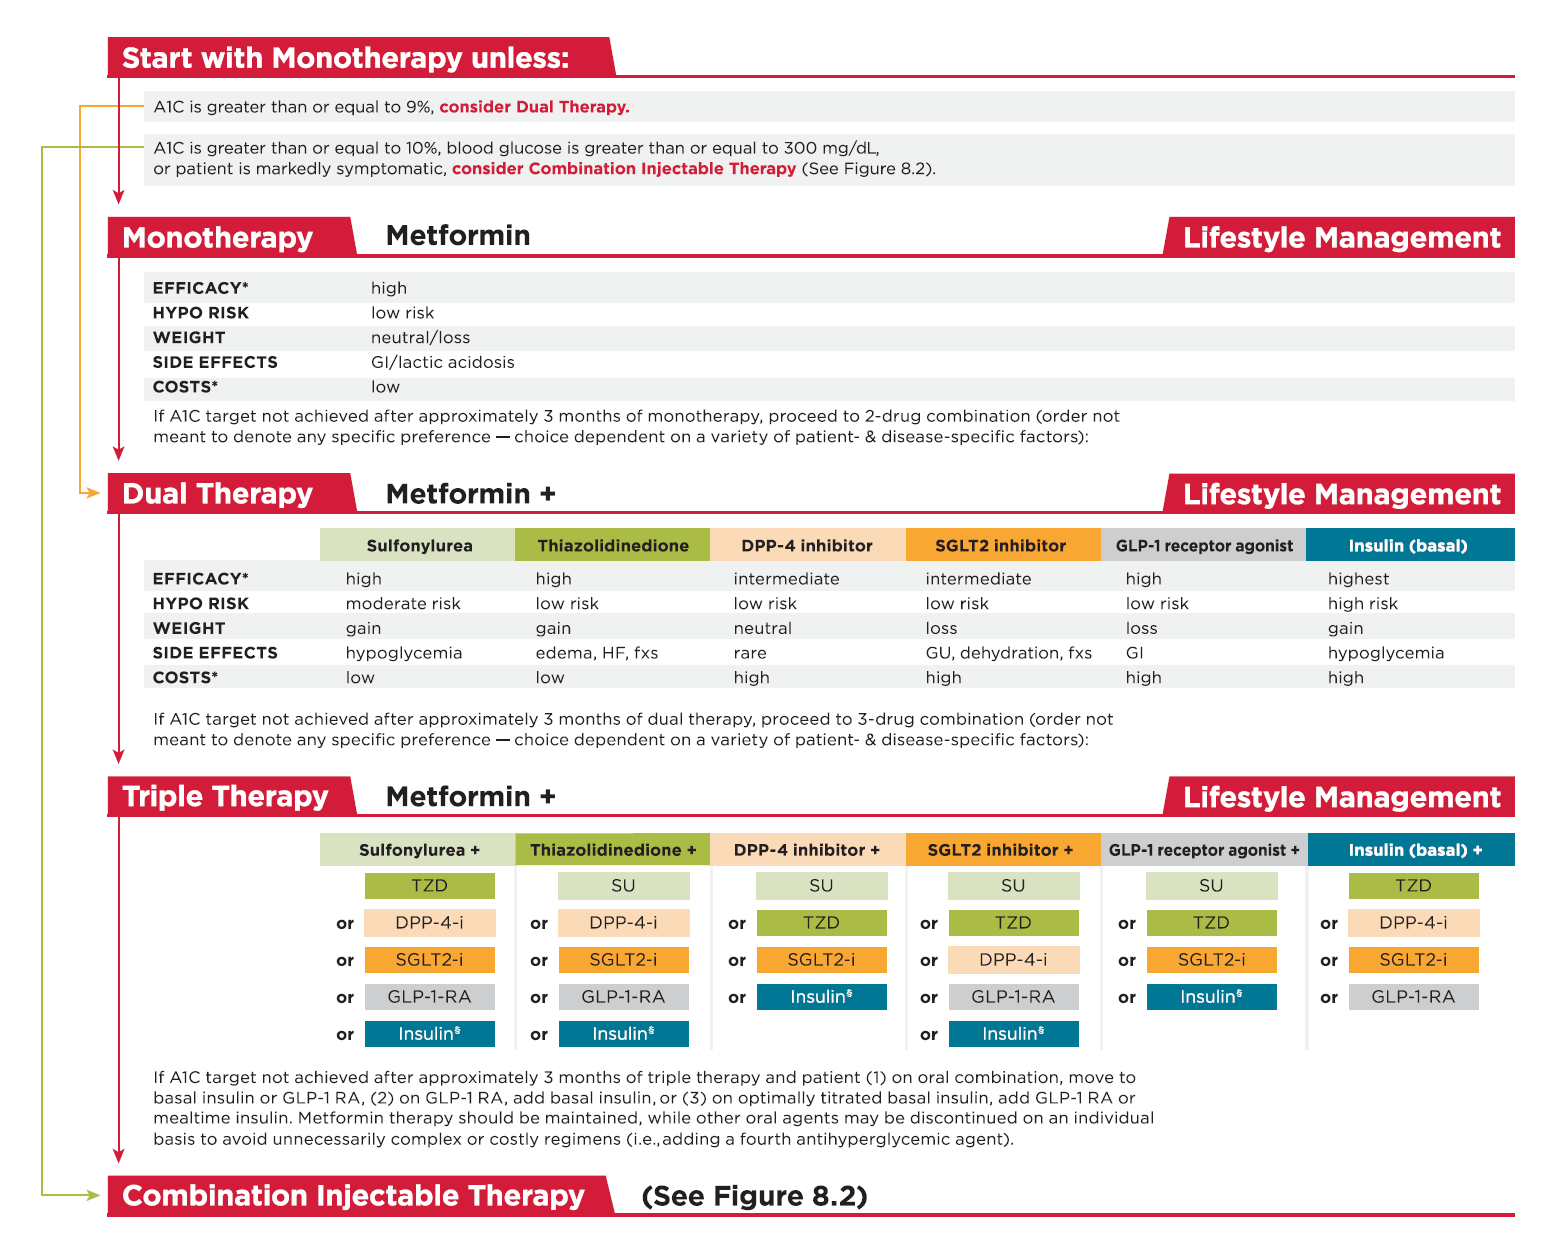 Start with Monotherapy unless:
A1C is greater than or equal to 9%, consider Dual Therapy.
A1C is greater than or equal to 10%, blood glucose is greater than or equal to 300 mg/dL,
or patient is markedly symptomatic, consider Combination Injectable Therapy (See Figure 8.2).
Monotherapy Metformin Lifestyle Management
EFFICACY* high
HYPO RISK low risk
WEIGHT neutral/loss
SIDE EFFECTS GI/lactic acidosis
COSTS* low
If A1C target not achieved after approximately 3 months of monotherapy, proceed to 2-drug combination (order not
meant to denote any specific preference — choice dependent on a variety of patient- & disease-specific factors):
Dual Therapy Metformin + Lifestyle Management
Sulfonylurea Thiazolidinedione DPP-4 inhibitor SGLT2 inhibitor GLP-1 receptor agonist Insulin (basal)
EFFICACY* high high intermediate intermediate high highest
HYPO RISK moderate risk low risk low risk low risk low risk high risk
WEIGHT gain gain neutral loss loss gain
SIDE EFFECTS hypoglycemia edema, HF, fxs rare GU, dehydration, fxs GI hypoglycemia
COSTS* low low high high high high
If A1C target not achieved after approximately 3 months of dual therapy, proceed to 3-drug combination (order not
meant to denote any specific preference — choice dependent on a variety of patient- & disease-specific factors):
Triple Therapy Metformin + Lifestyle Management
Sulfonylurea + Thiazolidinedione + DPP-4 inhibitor + SGLT2 inhibitor + GLP-1 receptor agonist + Insulin (basal) +
TZD SU SU SU SU TZD
or DPP-4-i or DPP-4-i or TZD or TZD or TZD or DPP-4-i
or SGLT2-i or SGLT2-i or SGLT2-i or DPP-4-i or SGLT2-i or SGLT2-i
or GLP-1-RA or GLP-1-RA or Insulin§ or GLP-1-RA or Insulin§ or GLP-1-RA
or Insulin§ or Insulin§ or Insulin§
If A1C target not achieved after approximately 3 months of triple therapy and patient (1) on oral combination, move to
basal insulin or GLP-1 RA, (2) on GLP-1 RA, add basal insulin, or (3) on optimally titrated basal insulin, add GLP-1 RA or
mealtime insulin. Metformin therapy should be maintained, while other oral agents may be discontinued on an individual
basis to avoid unnecessarily complex or costly regimens (i.e., adding a fourth antihyperglycemic agent).
Combination Injectable Therapy (See Figure 8.2)